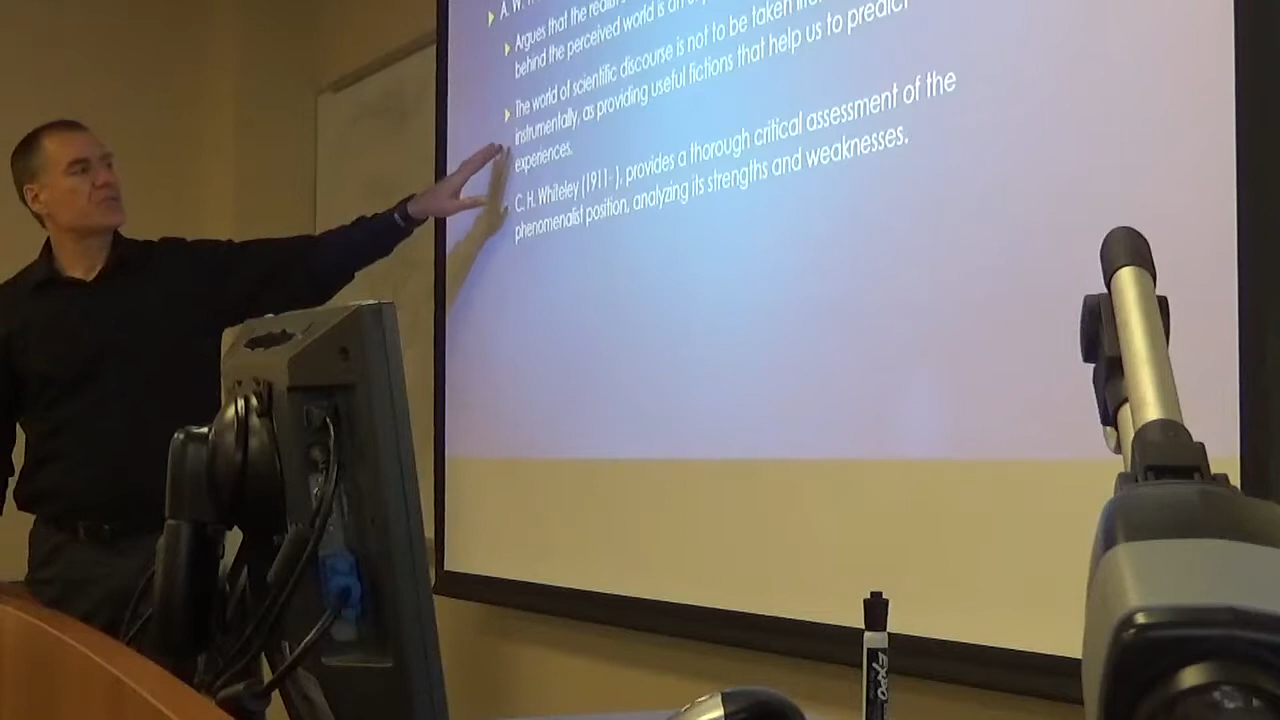 A. W.
Argues that the
behind the perceived world is an
The world of scientific discourse is not to be taken
instrumentally, as providing useful fictions that help us to predict
experiences.
C. H. Whiteley (1911- ), provides a thorough critical assessment of the
phenomenalist position, analyzing its strengths and weaknesses.
EXPO